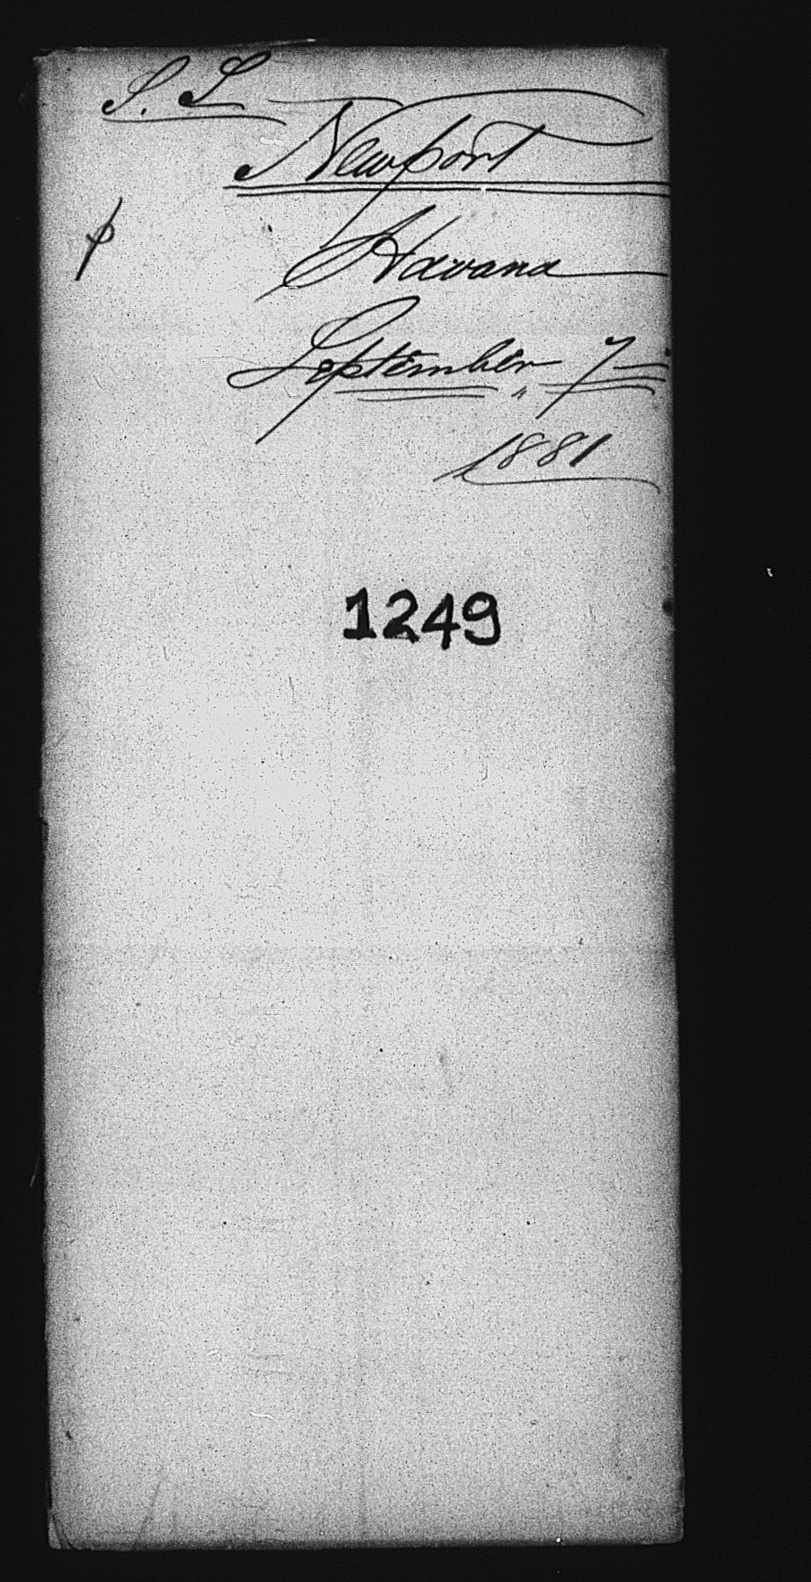 S. S.
Newport
Havana
September 7
1881
1249